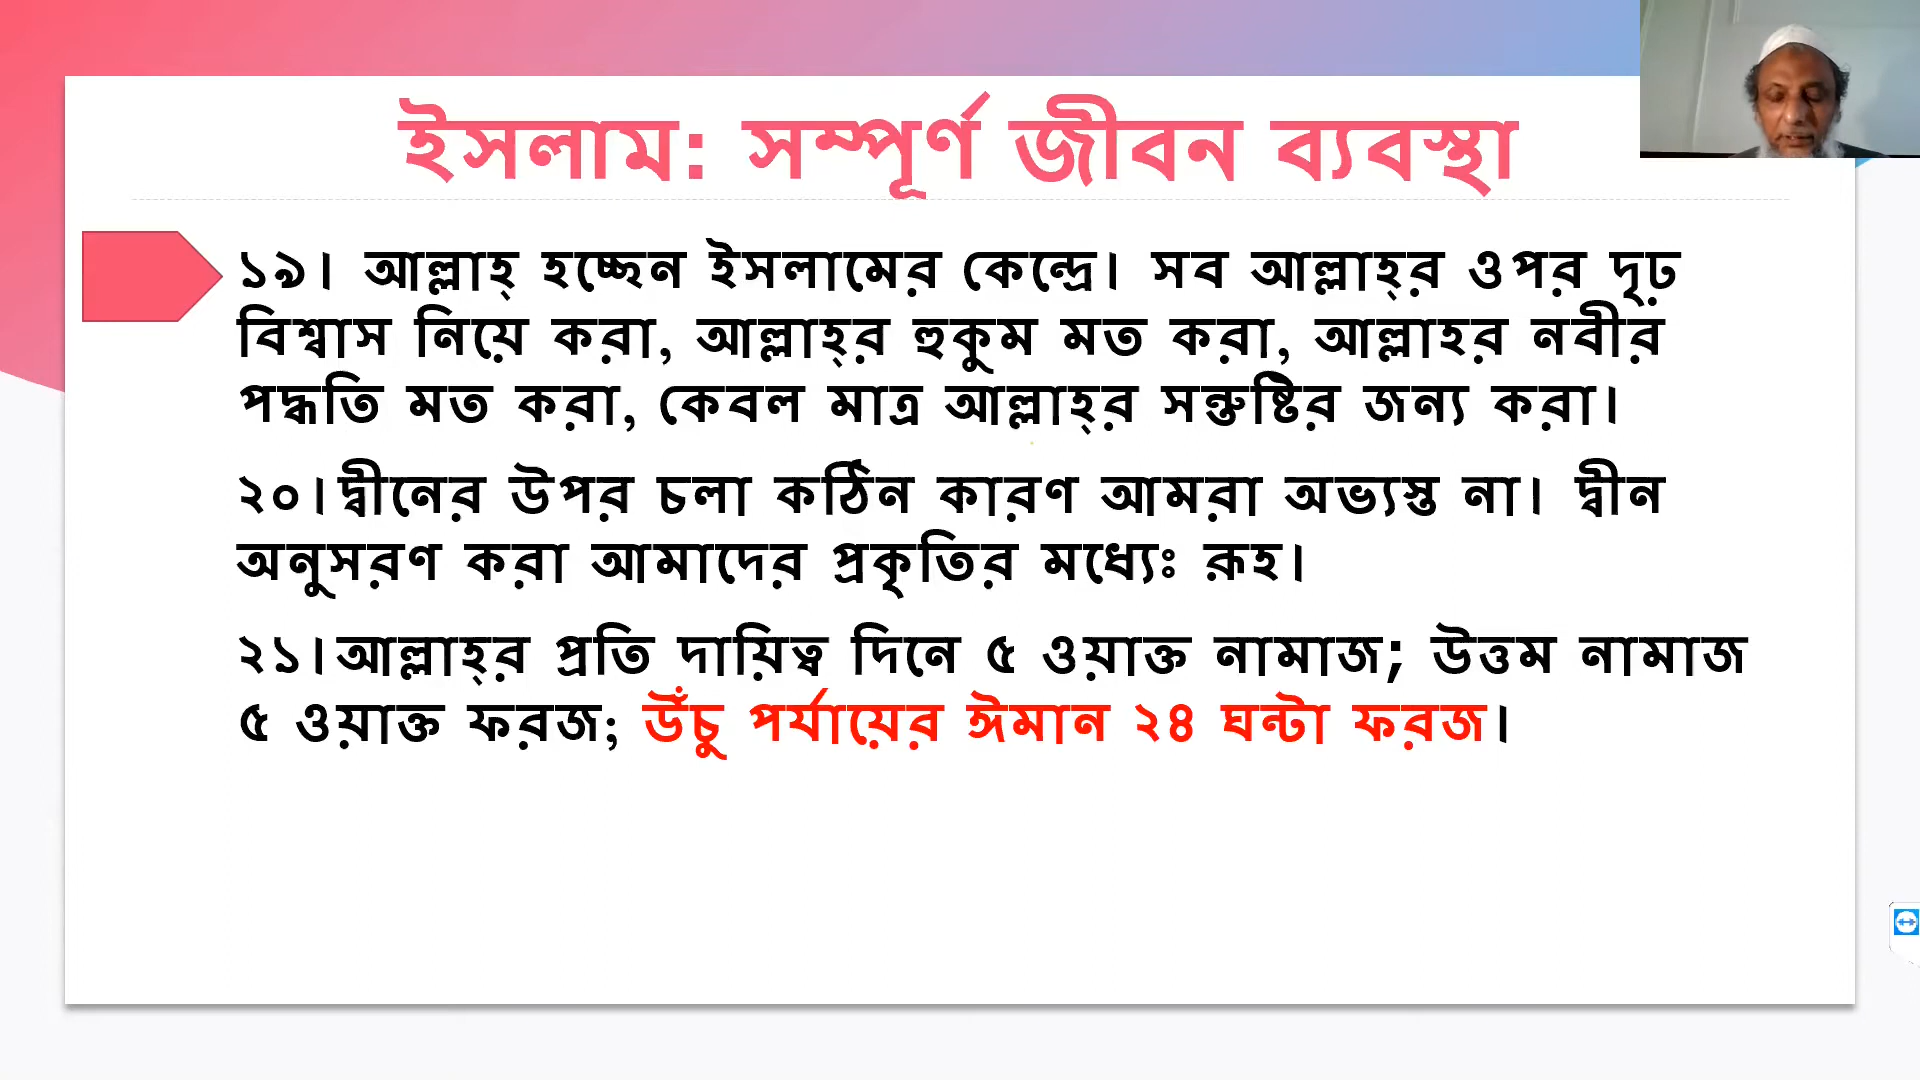 ইসলাম: সম্পূর্ণ জীবন ব্যবস্থা
১৯। আল্লাহ্ হচ্ছেন ইসলামের কেন্দ্রে। সব আল্লাহ্‌র ওপর দৃঢ়
বিশ্বাস নিয়ে করা, আল্লাহ্‌র হুকুম মত করা, আল্লাহর নবীর
পদ্ধতি মত করা, কেবল মাত্র আল্লাহ্‌র সন্তুষ্টির জন্য করা।
২০। দ্বীনের উপর চলা কঠিন কারণ আমরা অভ্যস্ত না। দ্বীন
অনুসরণ করা আমাদের প্রকৃতির মধ্যেঃ রূহ।
২১। আল্লাহ্‌র প্রতি দায়িত্ব দিনে ৫ ওয়াক্ত নামাজ; উত্তম নামাজ
৫ ওয়াক্ত ফরজ; উঁচু পর্যায়ের ঈমান ২৪ ঘন্টা ফরজ।